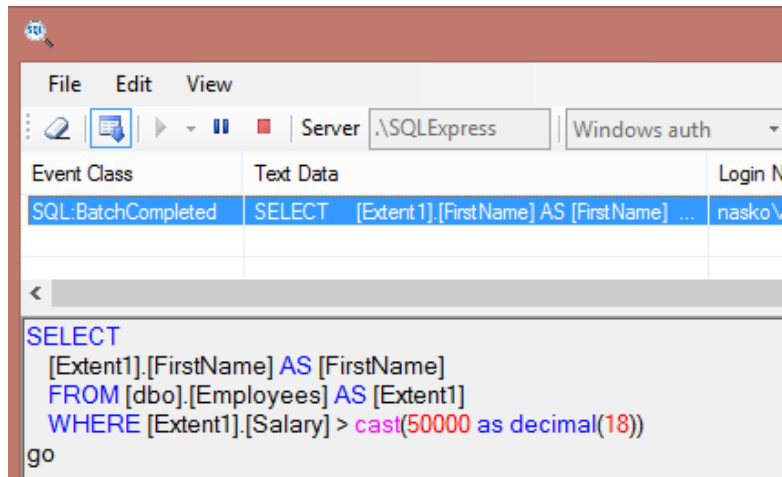 File Edit View
Server .\SQLExpress Windows auth
Event Class Text Data Login N
SQL:BatchCompleted SELECT [Extent1].[FirstName] AS [FirstName] ... nasko\
SELECT
[Extent1].[FirstName] AS [FirstName]
FROM [dbo].[Employees] AS [Extent1]
WHERE [Extent1].[Salary] > cast(50000 as decimal(18))
go